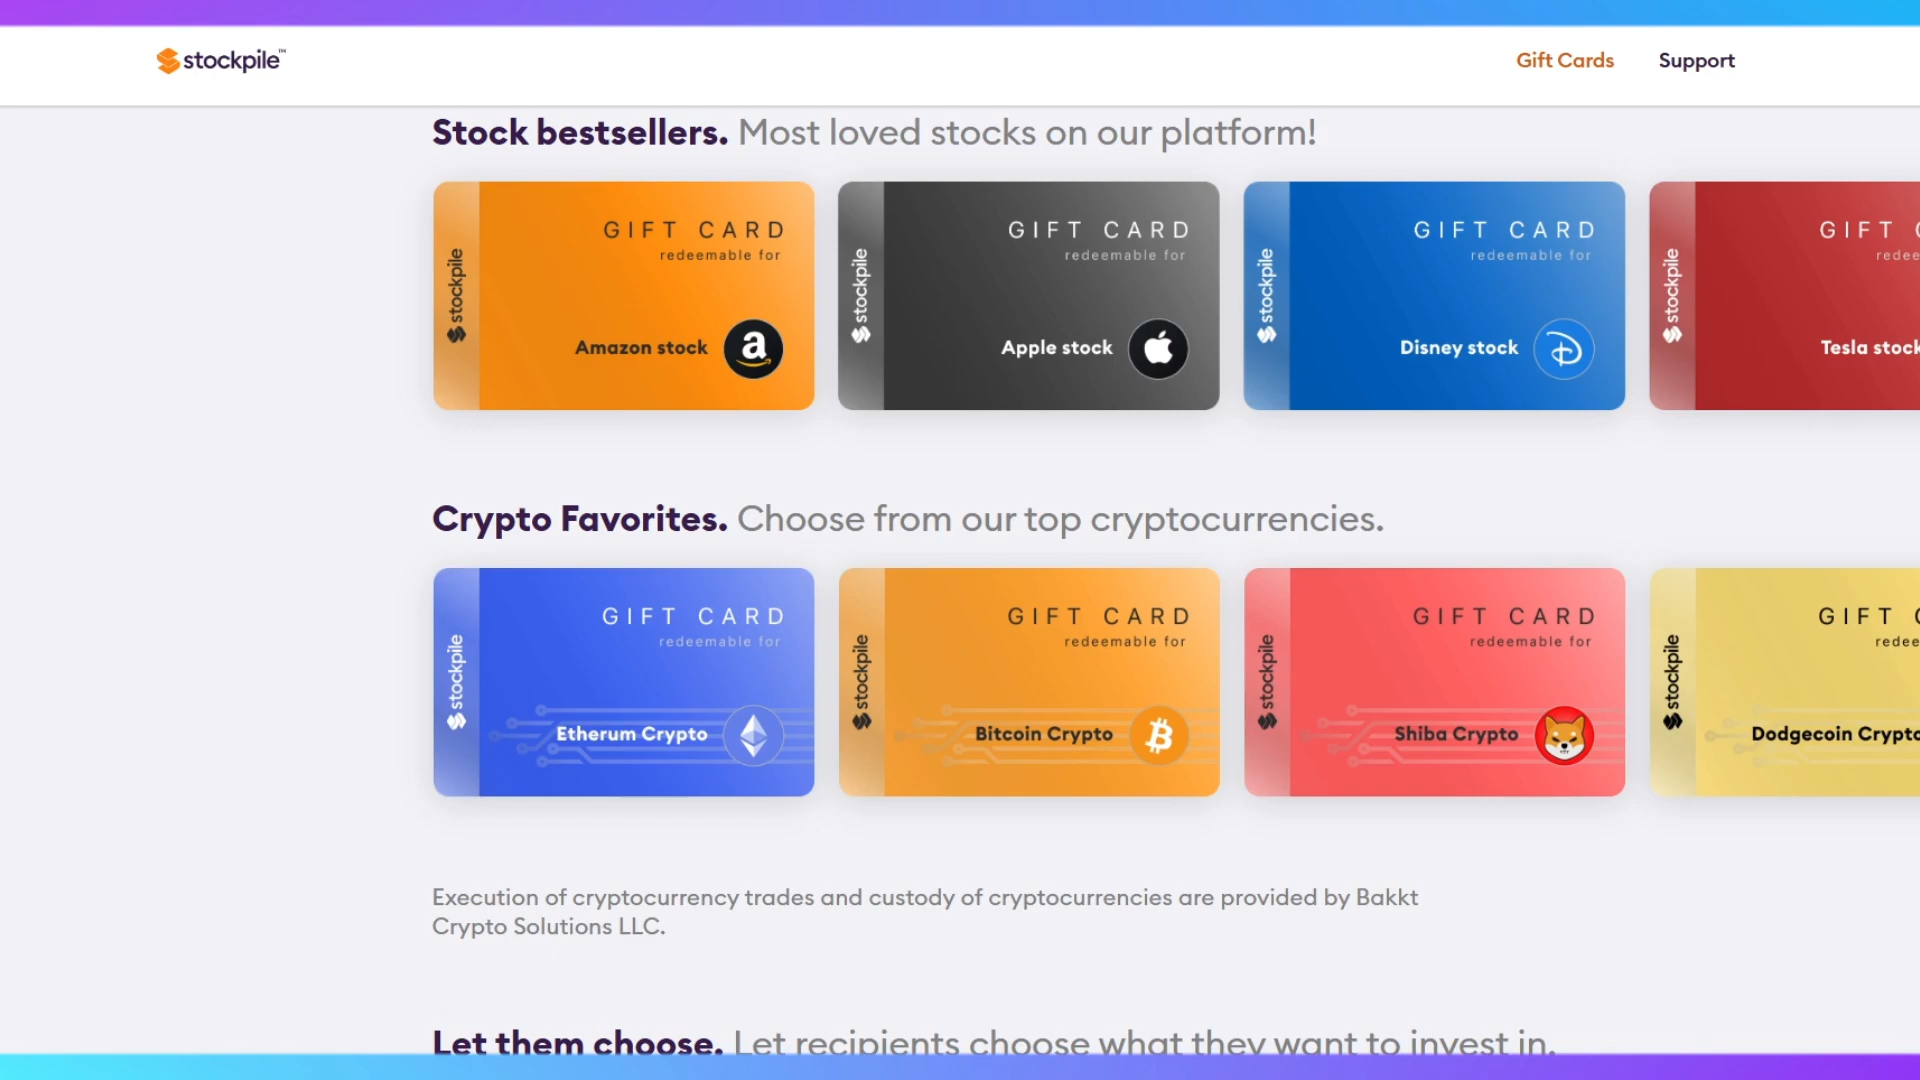 stockpile™
Gift Cards
Support
Stock bestsellers. Most loved stocks on our platform!
stockpile
GIFT CARD
redeemable for
Amazon stock
stockpile
GIFT CARD
redeemable for
Apple stock
stockpile
GIFT CARD
redeemable for
Disney stock
stockpile
GIFT
Tesla stock
Crypto Favorites. Choose from our top cryptocurrencies.
stockpile
GIFT CARD
redeemable for
Etherum Crypto
stockpile
GIFT CARD
redeemable for
Bitcoin Crypto
stockpile
GIFT CARD
redeemable for
Shiba Crypto
stockpile
GIFT
Dodgecoin Crypto
Execution of cryptocurrency trades and custody of cryptocurrencies are provided by Bakkt
Crypto Solutions LLC.
Let them choose. Let recipients choose what they want to invest in.